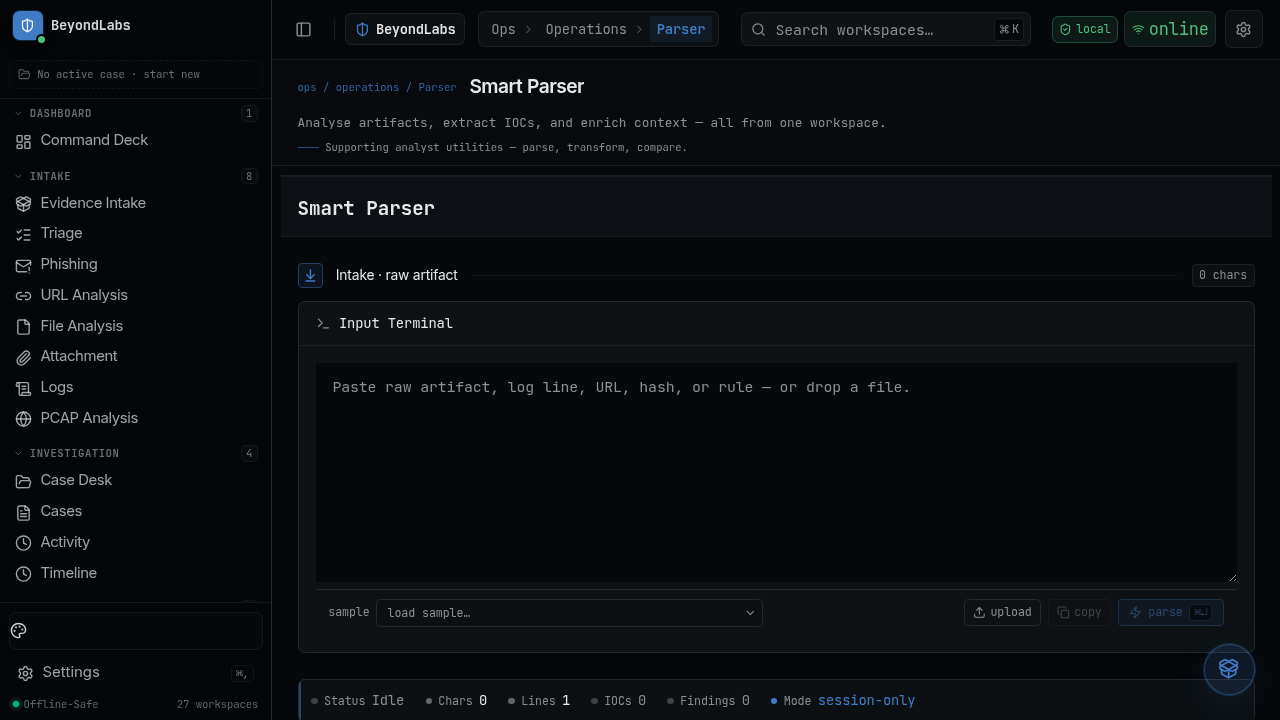 BeyondLabs
No active case · start new
DASHBOARD 1
Command Deck
INTAKE 8
Evidence Intake
Triage
Phishing
URL Analysis
File Analysis
Attachment
Logs
PCAP Analysis
INVESTIGATION 4
Case Desk
Cases
Activity
Timeline
Settings ⌘,
Offline-Safe 27 workspaces
BeyondLabs Ops Operations Parser Search workspaces… ⌘K local online
ops / operations / Parser Smart Parser
Analyse artifacts, extract IOCs, and enrich context — all from one workspace.
Supporting analyst utilities — parse, transform, compare.
Smart Parser
Intake · raw artifact 0 chars
Input Terminal
Paste raw artifact, log line, URL, hash, or rule — or drop a file.
sample load sample… upload copy parse ⌘↵
Status Idle Chars 0 Lines 1 IOCs 0 Findings 0 Mode session-only